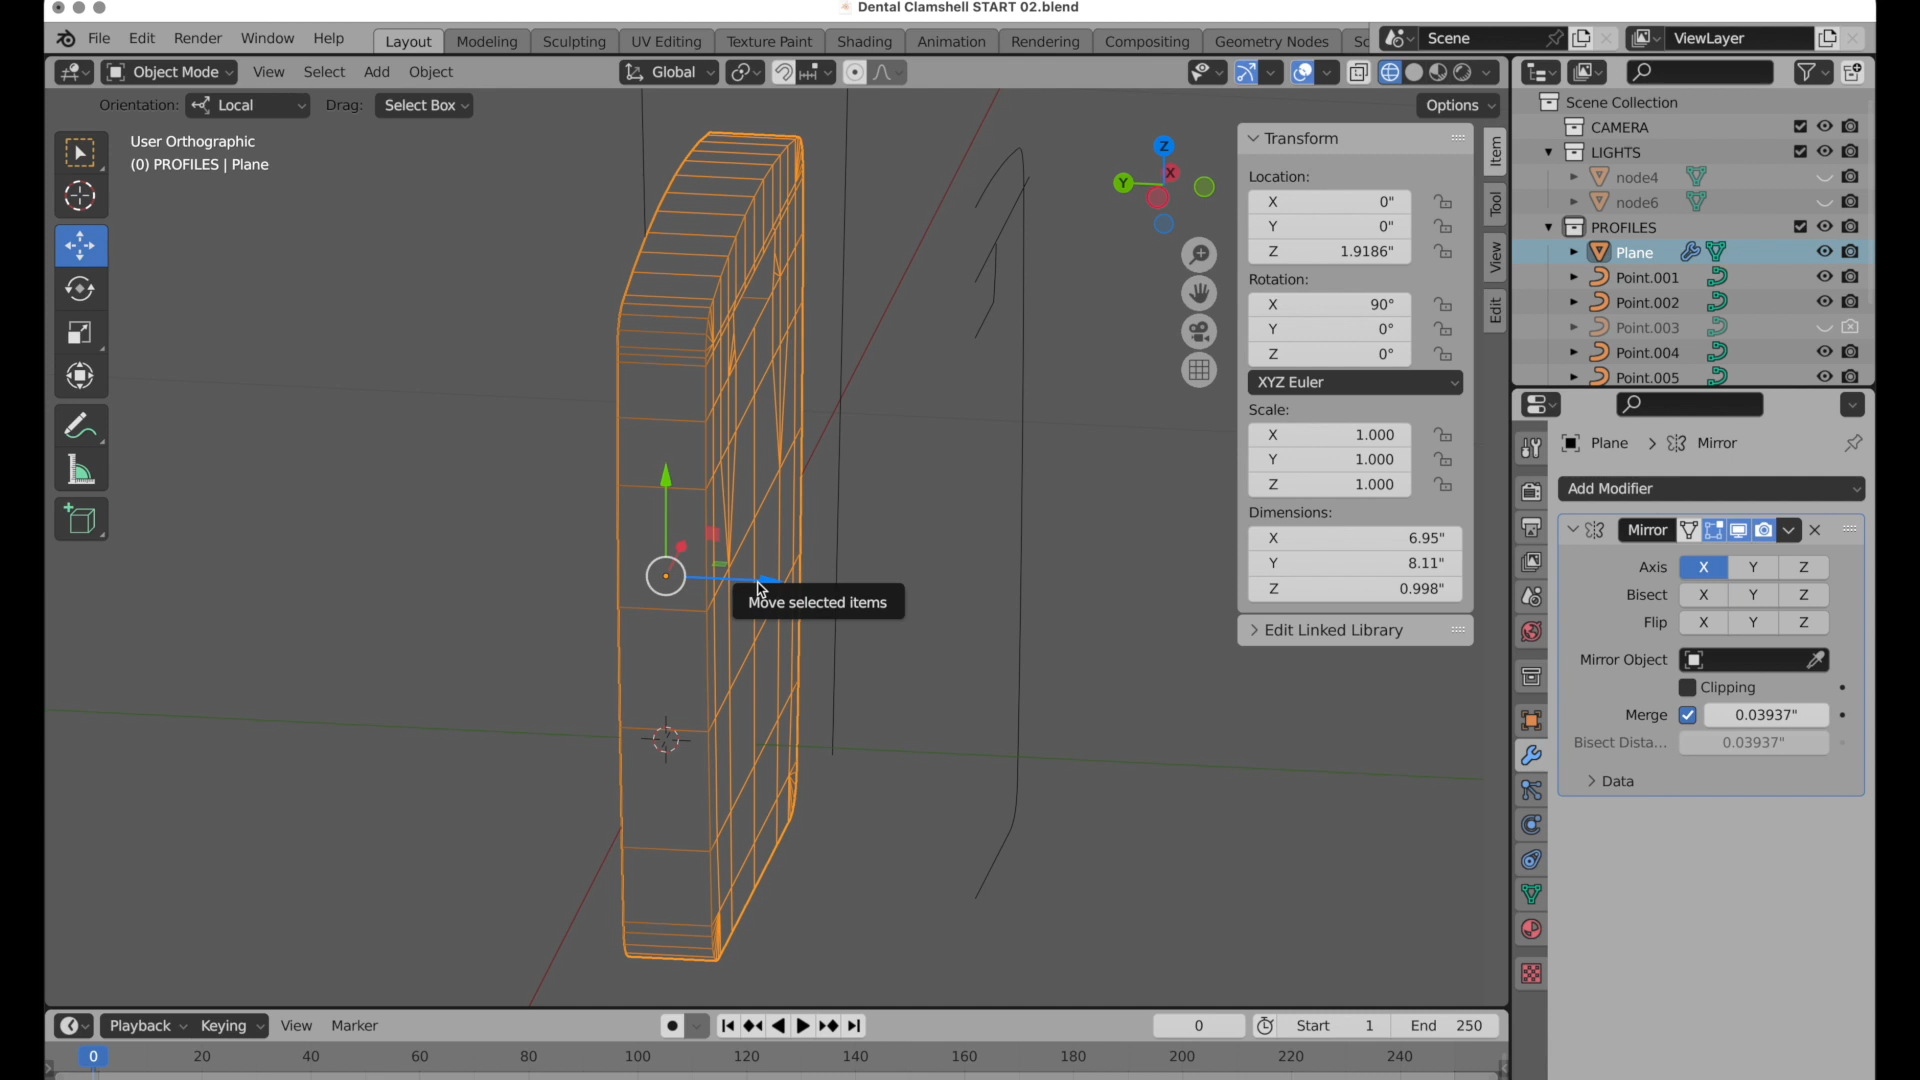 Dental Clamshell START 02.blend
File Edit Render Window Help Layout Modeling Sculpting UV Editing Texture Paint Shading Animation Rendering Compositing Geometry Nodes Sc Scene ViewLayer
Object Mode View Select Add Object Global
Orientation: Local Drag: Select Box Options
User Orthographic
(0) PROFILES | Plane
Z
X
Y
Move selected items
Transform
Location:
X 0"
Y 0"
Z 1.9186"
Rotation:
X 90°
Y 0°
Z 0°
XYZ Euler
Scale:
X 1.000
Y 1.000
Z 1.000
Dimensions:
X 6.95"
Y 8.11"
Z 0.998"
Edit Linked Library
Item
Tool
View
Edit
Scene Collection
CAMERA
LIGHTS
node4
node6
PROFILES
Plane
Point.001
Point.002
Point.003
Point.004
Point.005
Plane > Mirror
Add Modifier
Mirror
Axis X Y Z
Bisect X Y Z
Flip X Y Z
Mirror Object
Clipping
Merge 0.03937"
Bisect Dista... 0.03937"
Data
Playback Keying View Marker 0 Start 1 End 250
0 20 40 60 80 100 120 140 160 180 200 220 240